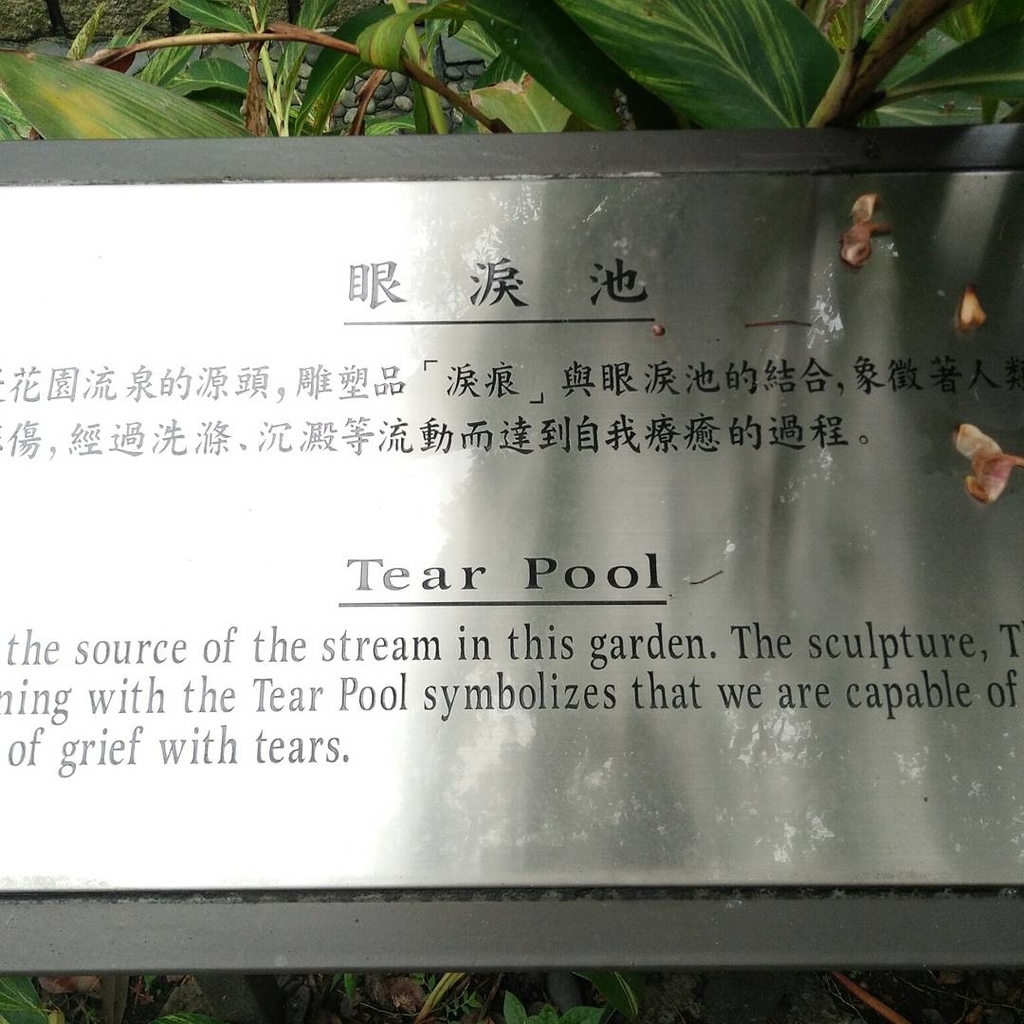 眼淚池
花園流泉的源頭,雕塑品「淚痕」與眼淚池的結合,象徵著人類
傷,經過洗滌、沉澱等流動而達到自我療癒的過程。
Tear Pool
the source of the stream in this garden. The sculpture, T
ning with the Tear Pool symbolizes that we are capable of
of grief with tears.